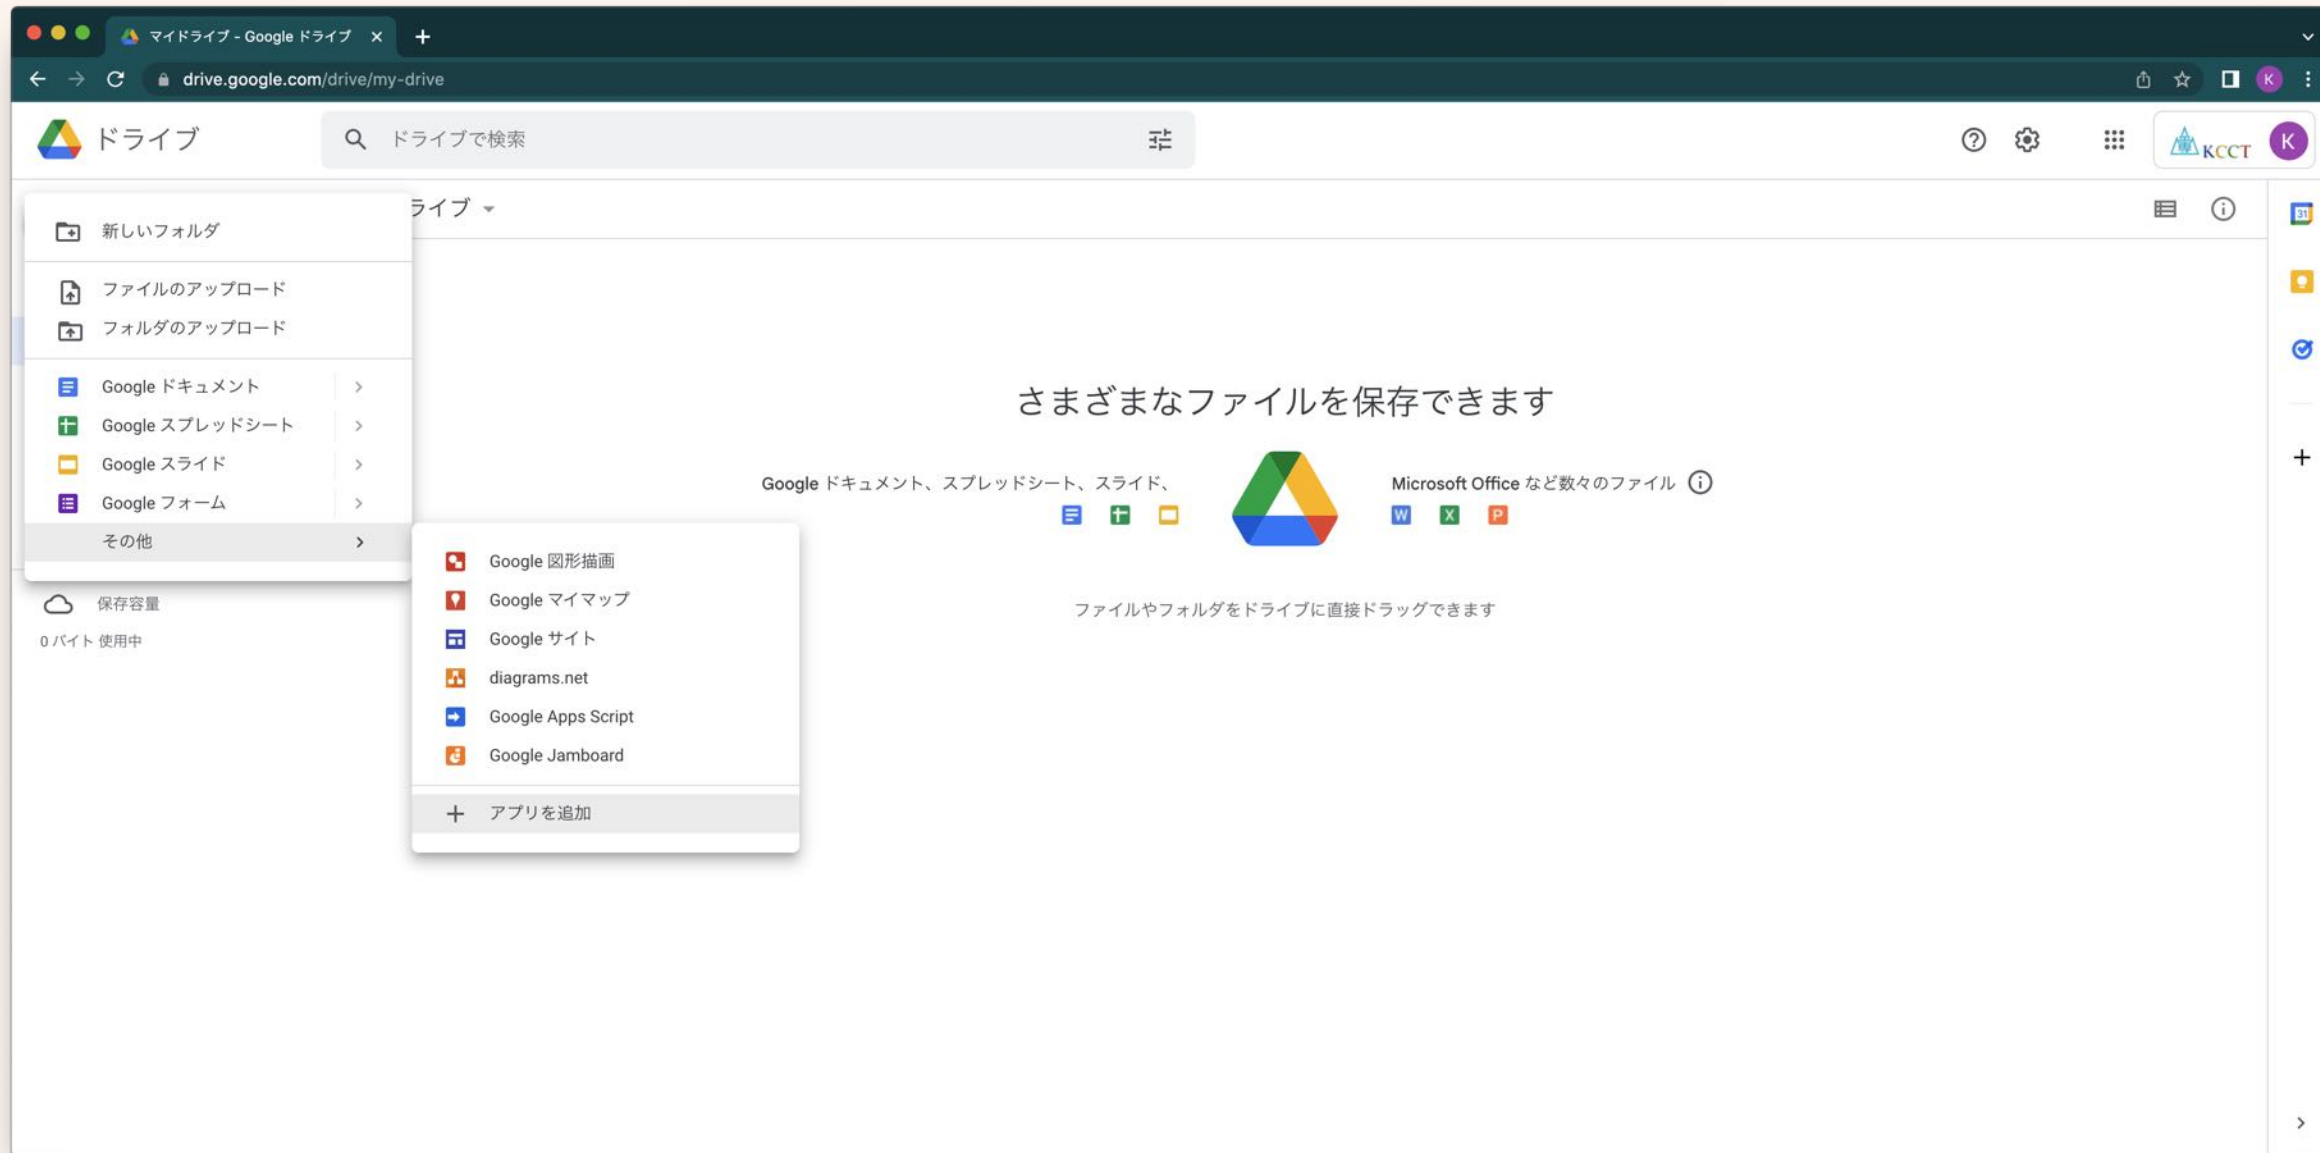 マイドライブ - Google ドライブ
drive.google.com/drive/my-drive
K
ドライブ
ドライブで検索
KCCT
K
ライブ
31
新しいフォルダ
ファイルのアップロード
フォルダのアップロード
Google ドキュメント
Google スプレッドシート
Google スライド
Google フォーム
その他
保存容量
0 バイト 使用中
Google 図形描画
Google マイマップ
Google サイト
diagrams.net
Google Apps Script
Google Jamboard
アプリを追加
さまざまなファイルを保存できます
Google ドキュメント、スプレッドシート、スライド、
Microsoft Office など数々のファイル
W X P
ファイルやフォルダをドライブに直接ドラッグできます